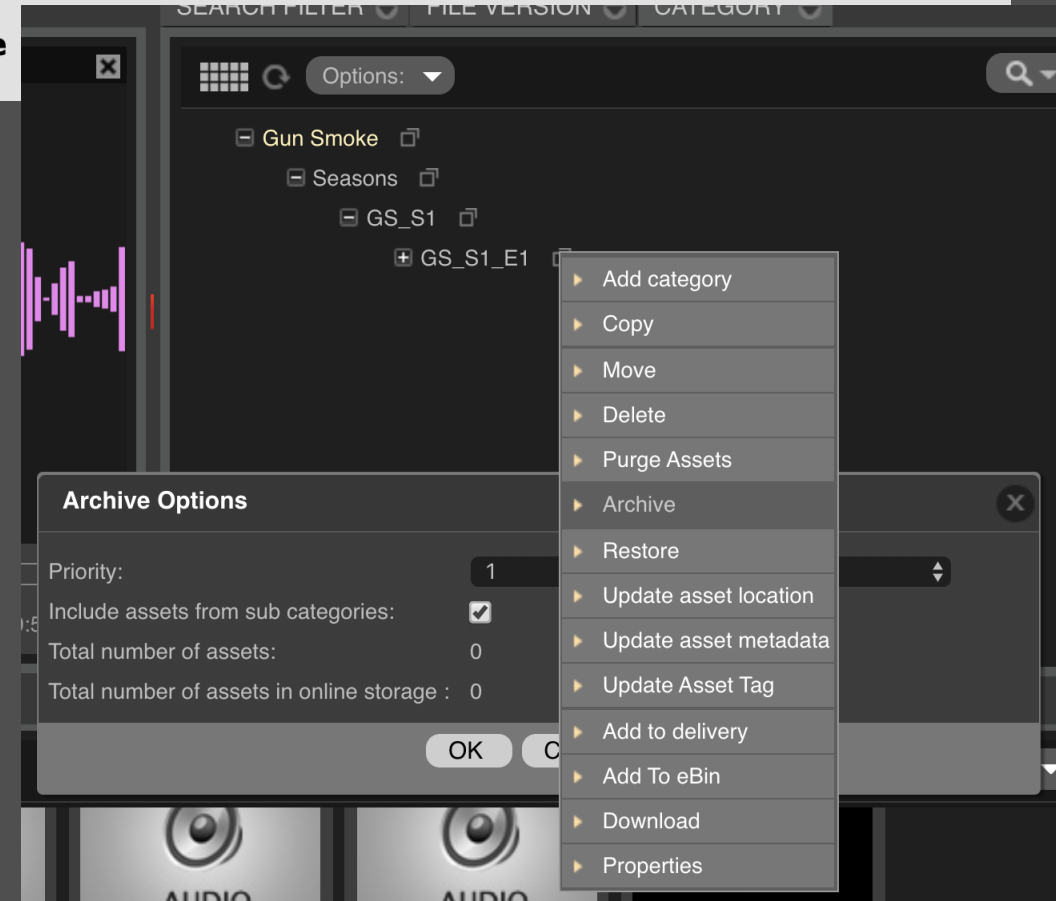 SEARCH FILTER FILE VERSION CATEGORY
e
Options:
Gun Smoke
Seasons
GS_S1
GS_S1_E1
Add category
Copy
Move
Delete
Purge Assets
Archive
Restore
Update asset location
Update asset metadata
Update Asset Tag
Add to delivery
Add To eBin
Download
Properties
Archive Options
Priority: 1
Include assets from sub categories:
Total number of assets: 0
Total number of assets in online storage : 0
OK C
AUDIO AUDIO